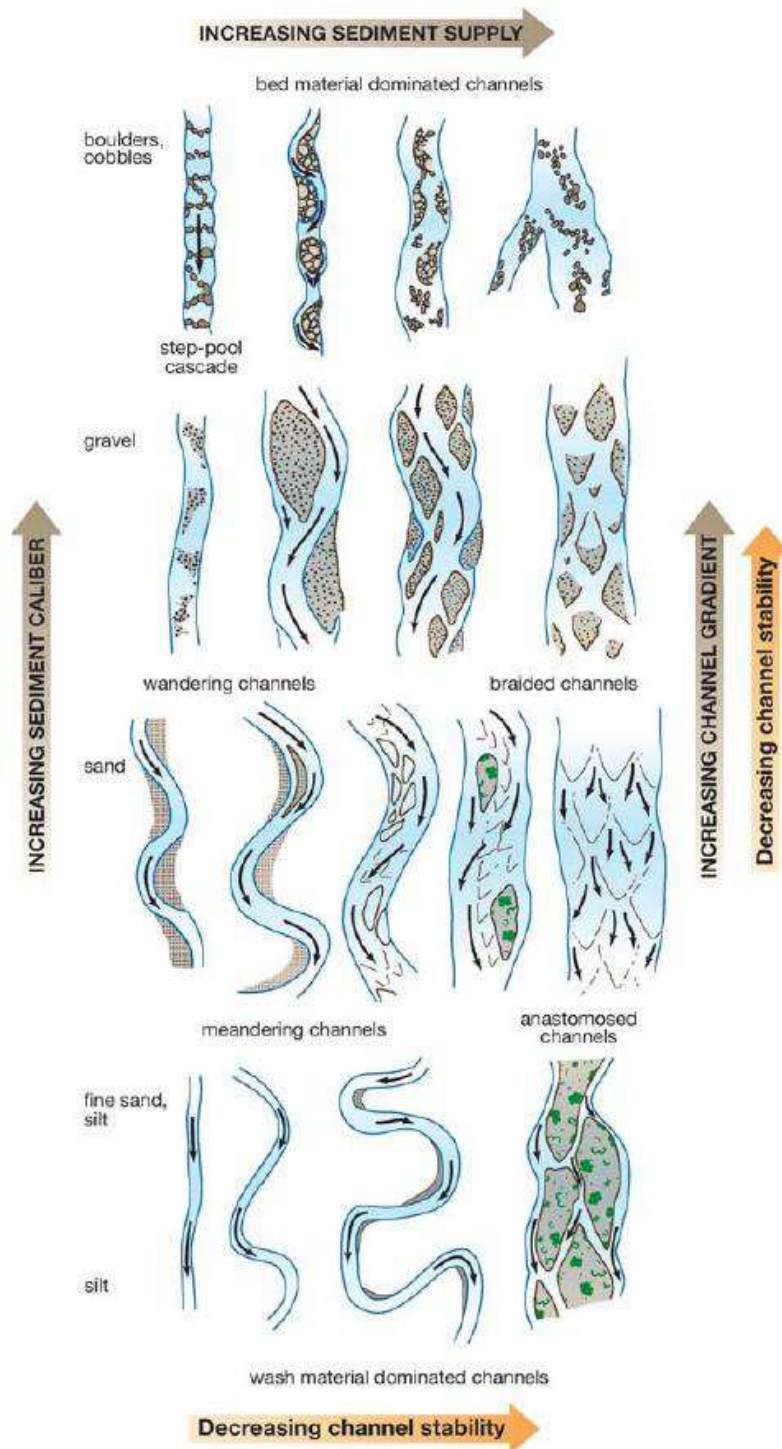 INCREASING SEDIMENT SUPPLY
bed material dominated channels
boulders,
cobbles
step-pool
cascade
gravel
INCREASING SEDIMENT CALIBER
INCREASING CHANNEL GRADIENT
Decreasing channel stability
wandering channels
braided channels
sand
meandering channels
anastomosed
channels
fine sand,
silt
silt
wash material dominated channels
Decreasing channel stability